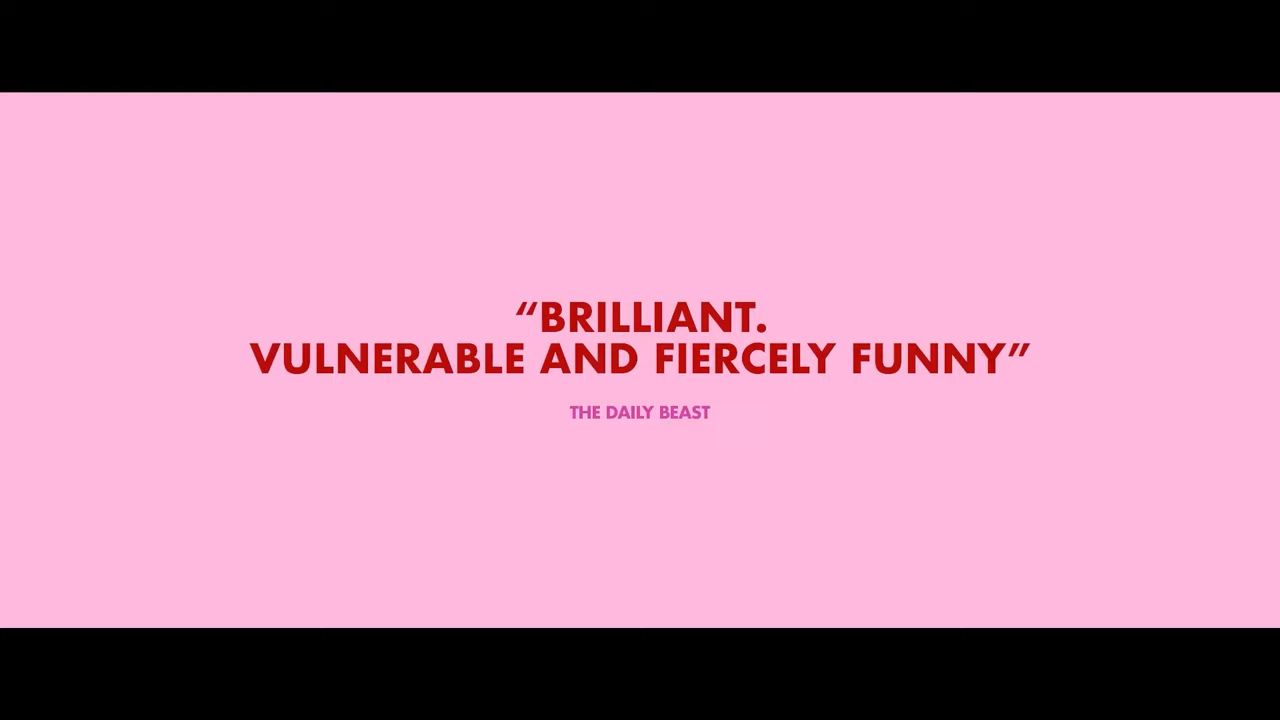 “BRILLIANT.
VULNERABLE AND FIERCELY FUNNY”
THE DAILY BEAST